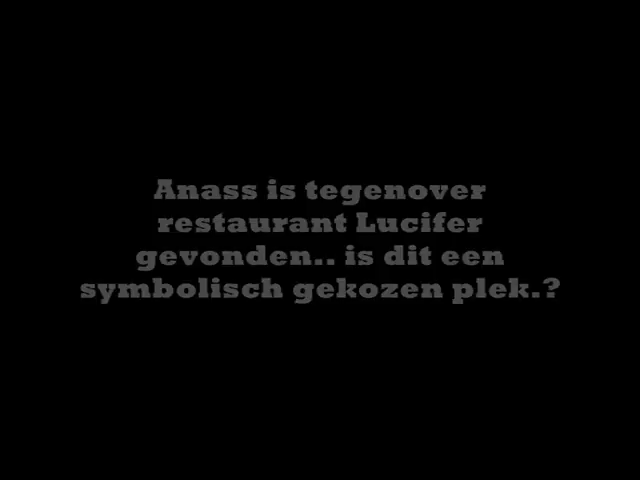 Anass is tegenover
restaurant Lucifer
gevonden.. is dit een
symbolisch gekozen plek.?